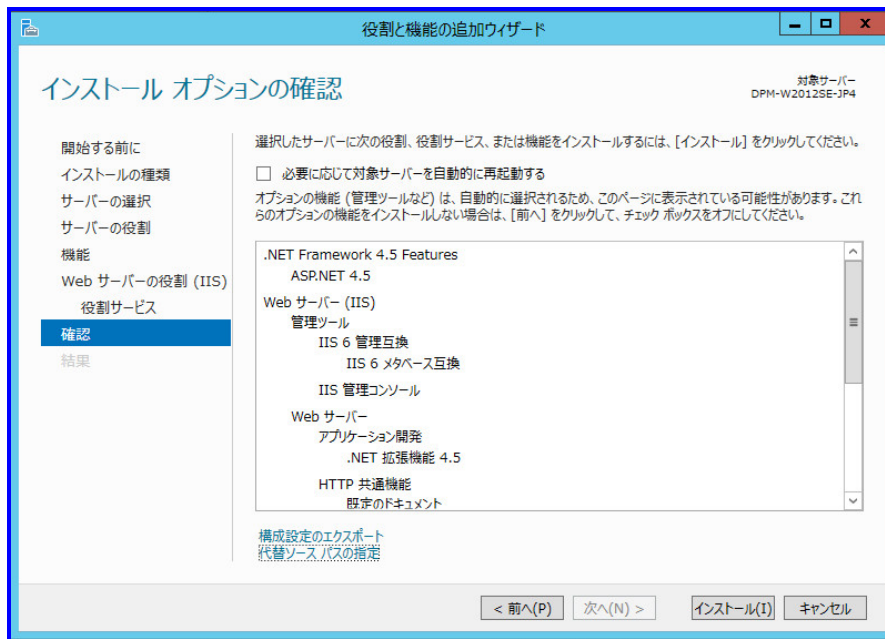 役割と機能の追加ウィザード
インストール オプションの確認
対象サーバー
DPM-W2012SE-JP4
開始する前に
インストールの種類
サーバーの選択
サーバーの役割
機能
Web サーバーの役割 (IIS)
役割サービス
確認
結果
選択したサーバーに次の役割、役割サービス、または機能をインストールするには、[インストール] をクリックしてください。
必要に応じて対象サーバーを自動的に再起動する
オプションの機能 (管理ツールなど) は、自動的に選択されるため、このページに表示されている可能性があります。これ
らのオプションの機能をインストールしない場合は、[前へ] をクリックして、チェック ボックスをオフにしてください。
.NET Framework 4.5 Features
ASP.NET 4.5
Web サーバー (IIS)
管理ツール
IIS 6 管理互換
IIS 6 メタベース互換
IIS 管理コンソール
Web サーバー
アプリケーション開発
.NET 拡張機能 4.5
HTTP 共通機能
既定のドキュメント
構成設定のエクスポート
代替ソース パスの指定
< 前へ(P)
次へ(N) >
インストール(I)
キャンセル